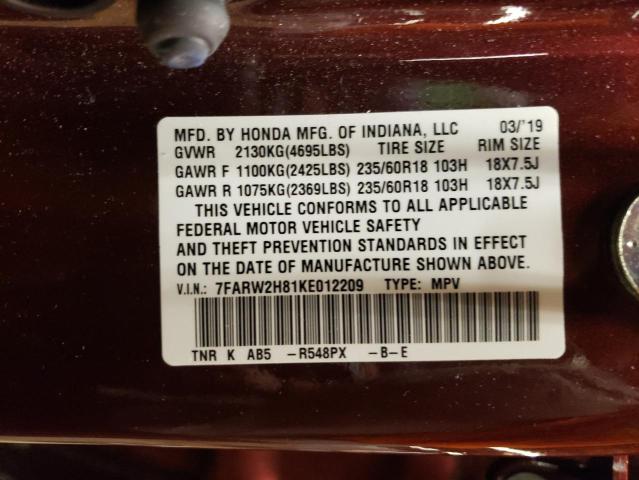 MFD. BY HONDA MFG. OF INDIANA, LLC 03/'19
GVWR 2130KG(4695LBS) TIRE SIZE RIM SIZE
GAWR F 1100KG(2425LBS) 235/60R18 103H 18X7.5J
GAWR R 1075KG(2369LBS) 235/60R18 103H 18X7.5J
THIS VEHICLE CONFORMS TO ALL APPLICABLE
FEDERAL MOTOR VEHICLE SAFETY
AND THEFT PREVENTION STANDARDS IN EFFECT
ON THE DATE OF MANUFACTURE SHOWN ABOVE.
V.I.N.: 7FARW2H81KE012209 TYPE: MPV
TNR K AB5 -R548PX -B-E